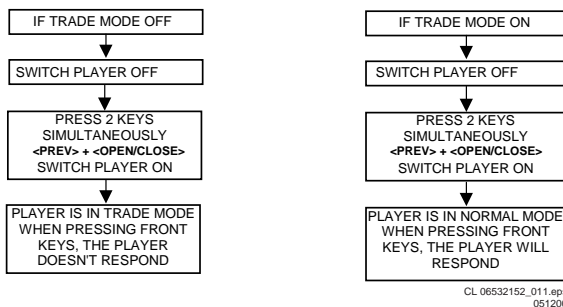 IF TRADE MODE OFF
SWITCH PLAYER OFF
PRESS 2 KEYS
SIMULTANEOUSLY
<PREV> + <OPEN/CLOSE>
SWITCH PLAYER ON
PLAYER IS IN TRADE MODE
WHEN PRESSING FRONT
KEYS, THE PLAYER
DOESN'T RESPOND
IF TRADE MODE ON
SWITCH PLAYER OFF
PRESS 2 KEYS
SIMULTANEOUSLY
<PREV> + <OPEN/CLOSE>
SWITCH PLAYER ON
PLAYER IS IN NORMAL MODE
WHEN PRESSING FRONT
KEYS, THE PLAYER WILL
RESPOND
CL 06532152_011.eps